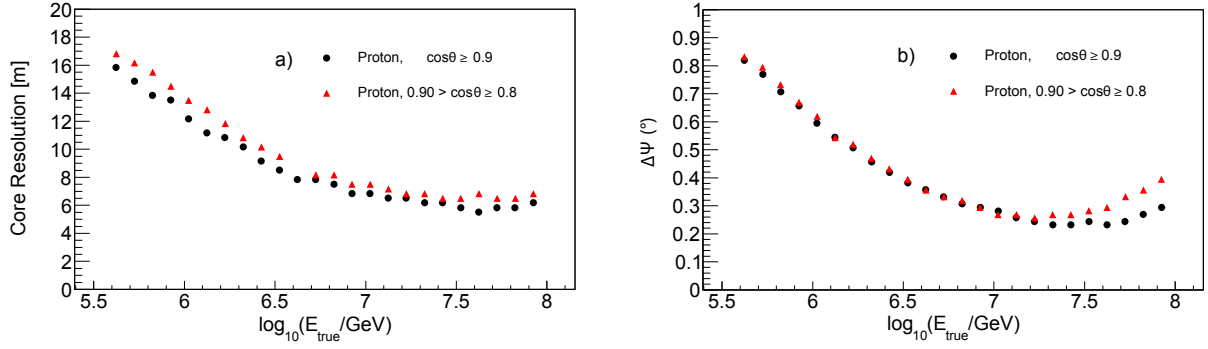 Core Resolution [m]
20
18
16
14
12
10
8
6
4
2
0
a)
Proton, cosθ ≥ 0.9
Proton, 0.90 > cosθ ≥ 0.8
5.5 6 6.5 7 7.5 8
log10(Etrue/GeV)
ΔΨ (°)
1
0.9
0.8
0.7
0.6
0.5
0.4
0.3
0.2
0.1
0
b)
Proton, cosθ ≥ 0.9
Proton, 0.90 > cosθ ≥ 0.8
5.5 6 6.5 7 7.5 8
log10(Etrue/GeV)